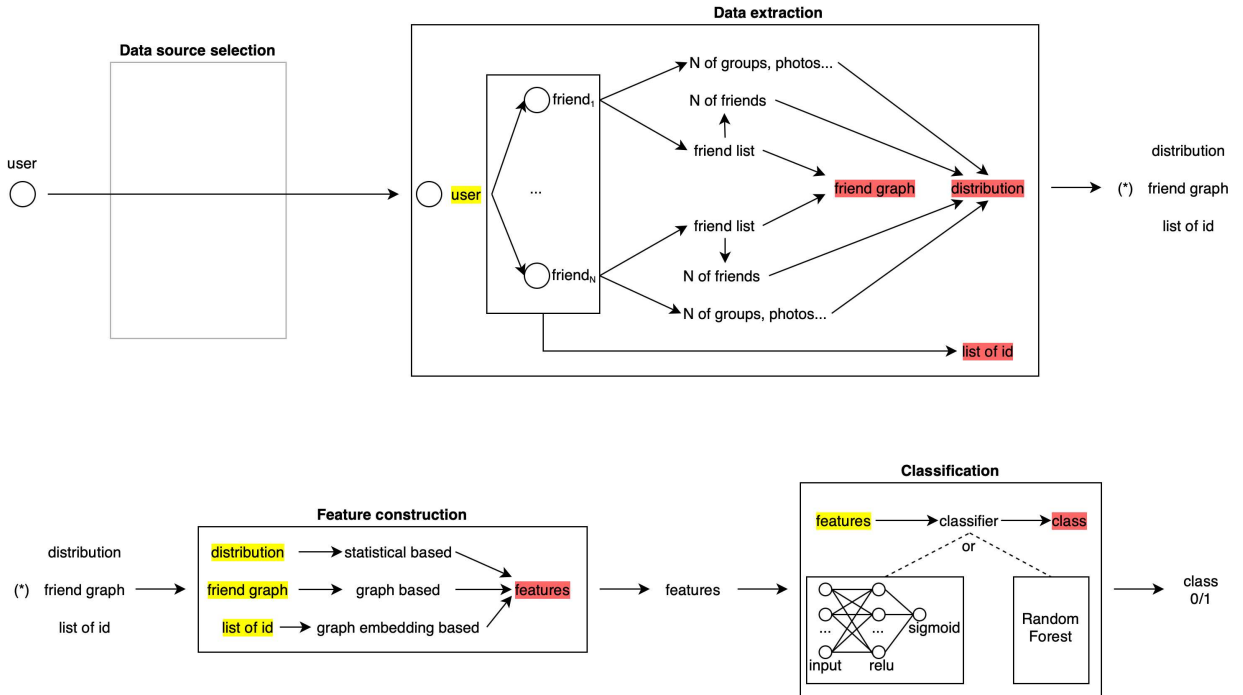 Data extraction
Data source selection
N of groups, photos...
friend₁
N of friends
user
friend list
distribution
user
...
friend graph
distribution
(*) friend graph
friend list
list of id
friendN
N of friends
N of groups, photos...
list of id
Classification
Feature construction
features
classifier
class
distribution
distribution
statistical based
or
(*) friend graph
friend graph
graph based
features
features
class
0/1
list of id
list of id
graph embedding based
...
...
sigmoid
Random
Forest
input
relu